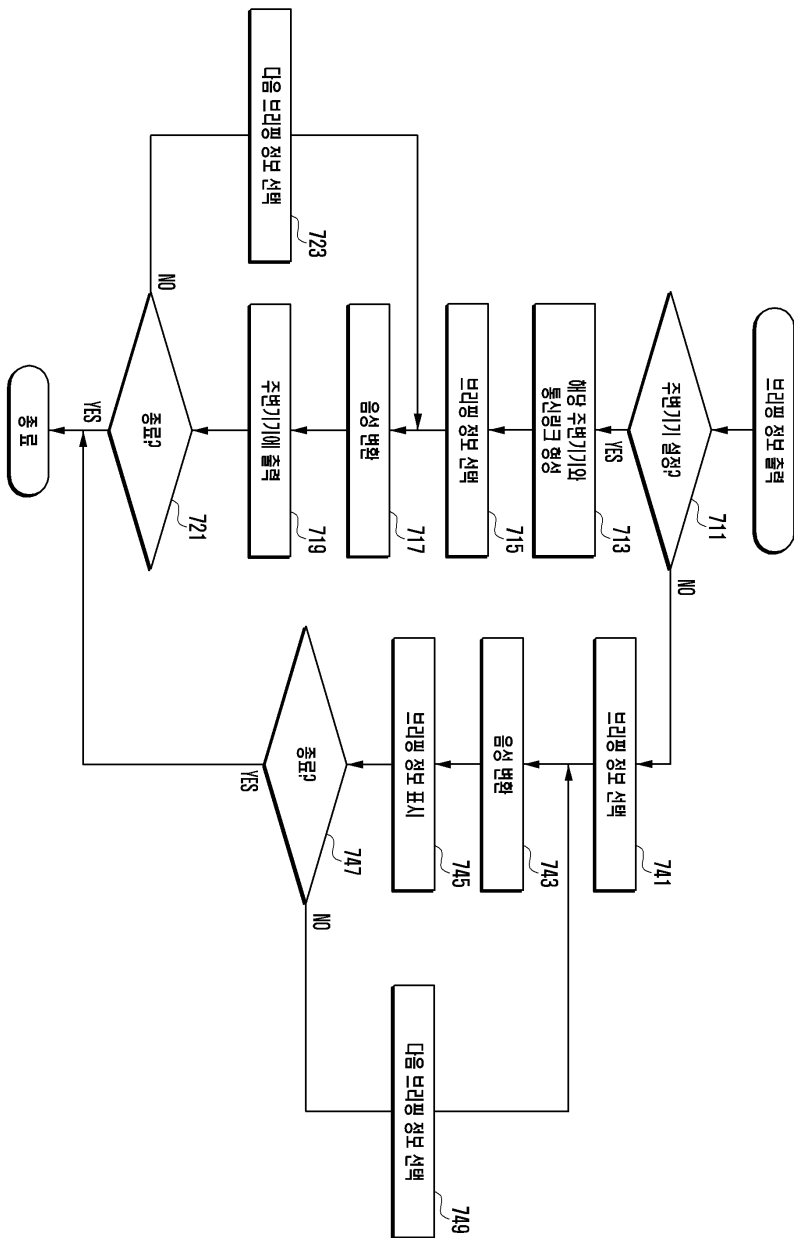 브리핑 정보 출력
주변기기 설정?
711
NO
YES
해당 주변기기와
통신링크 형성
713
브리핑 정보 선택
715
음성 변환
717
주변기기에 출력
719
종료?
721
NO
YES
다음 브리핑 정보 선택
723
종료
브리핑 정보 선택
741
음성 변환
743
브리핑 정보 표시
745
종료?
747
NO
YES
다음 브리핑 정보 선택
749